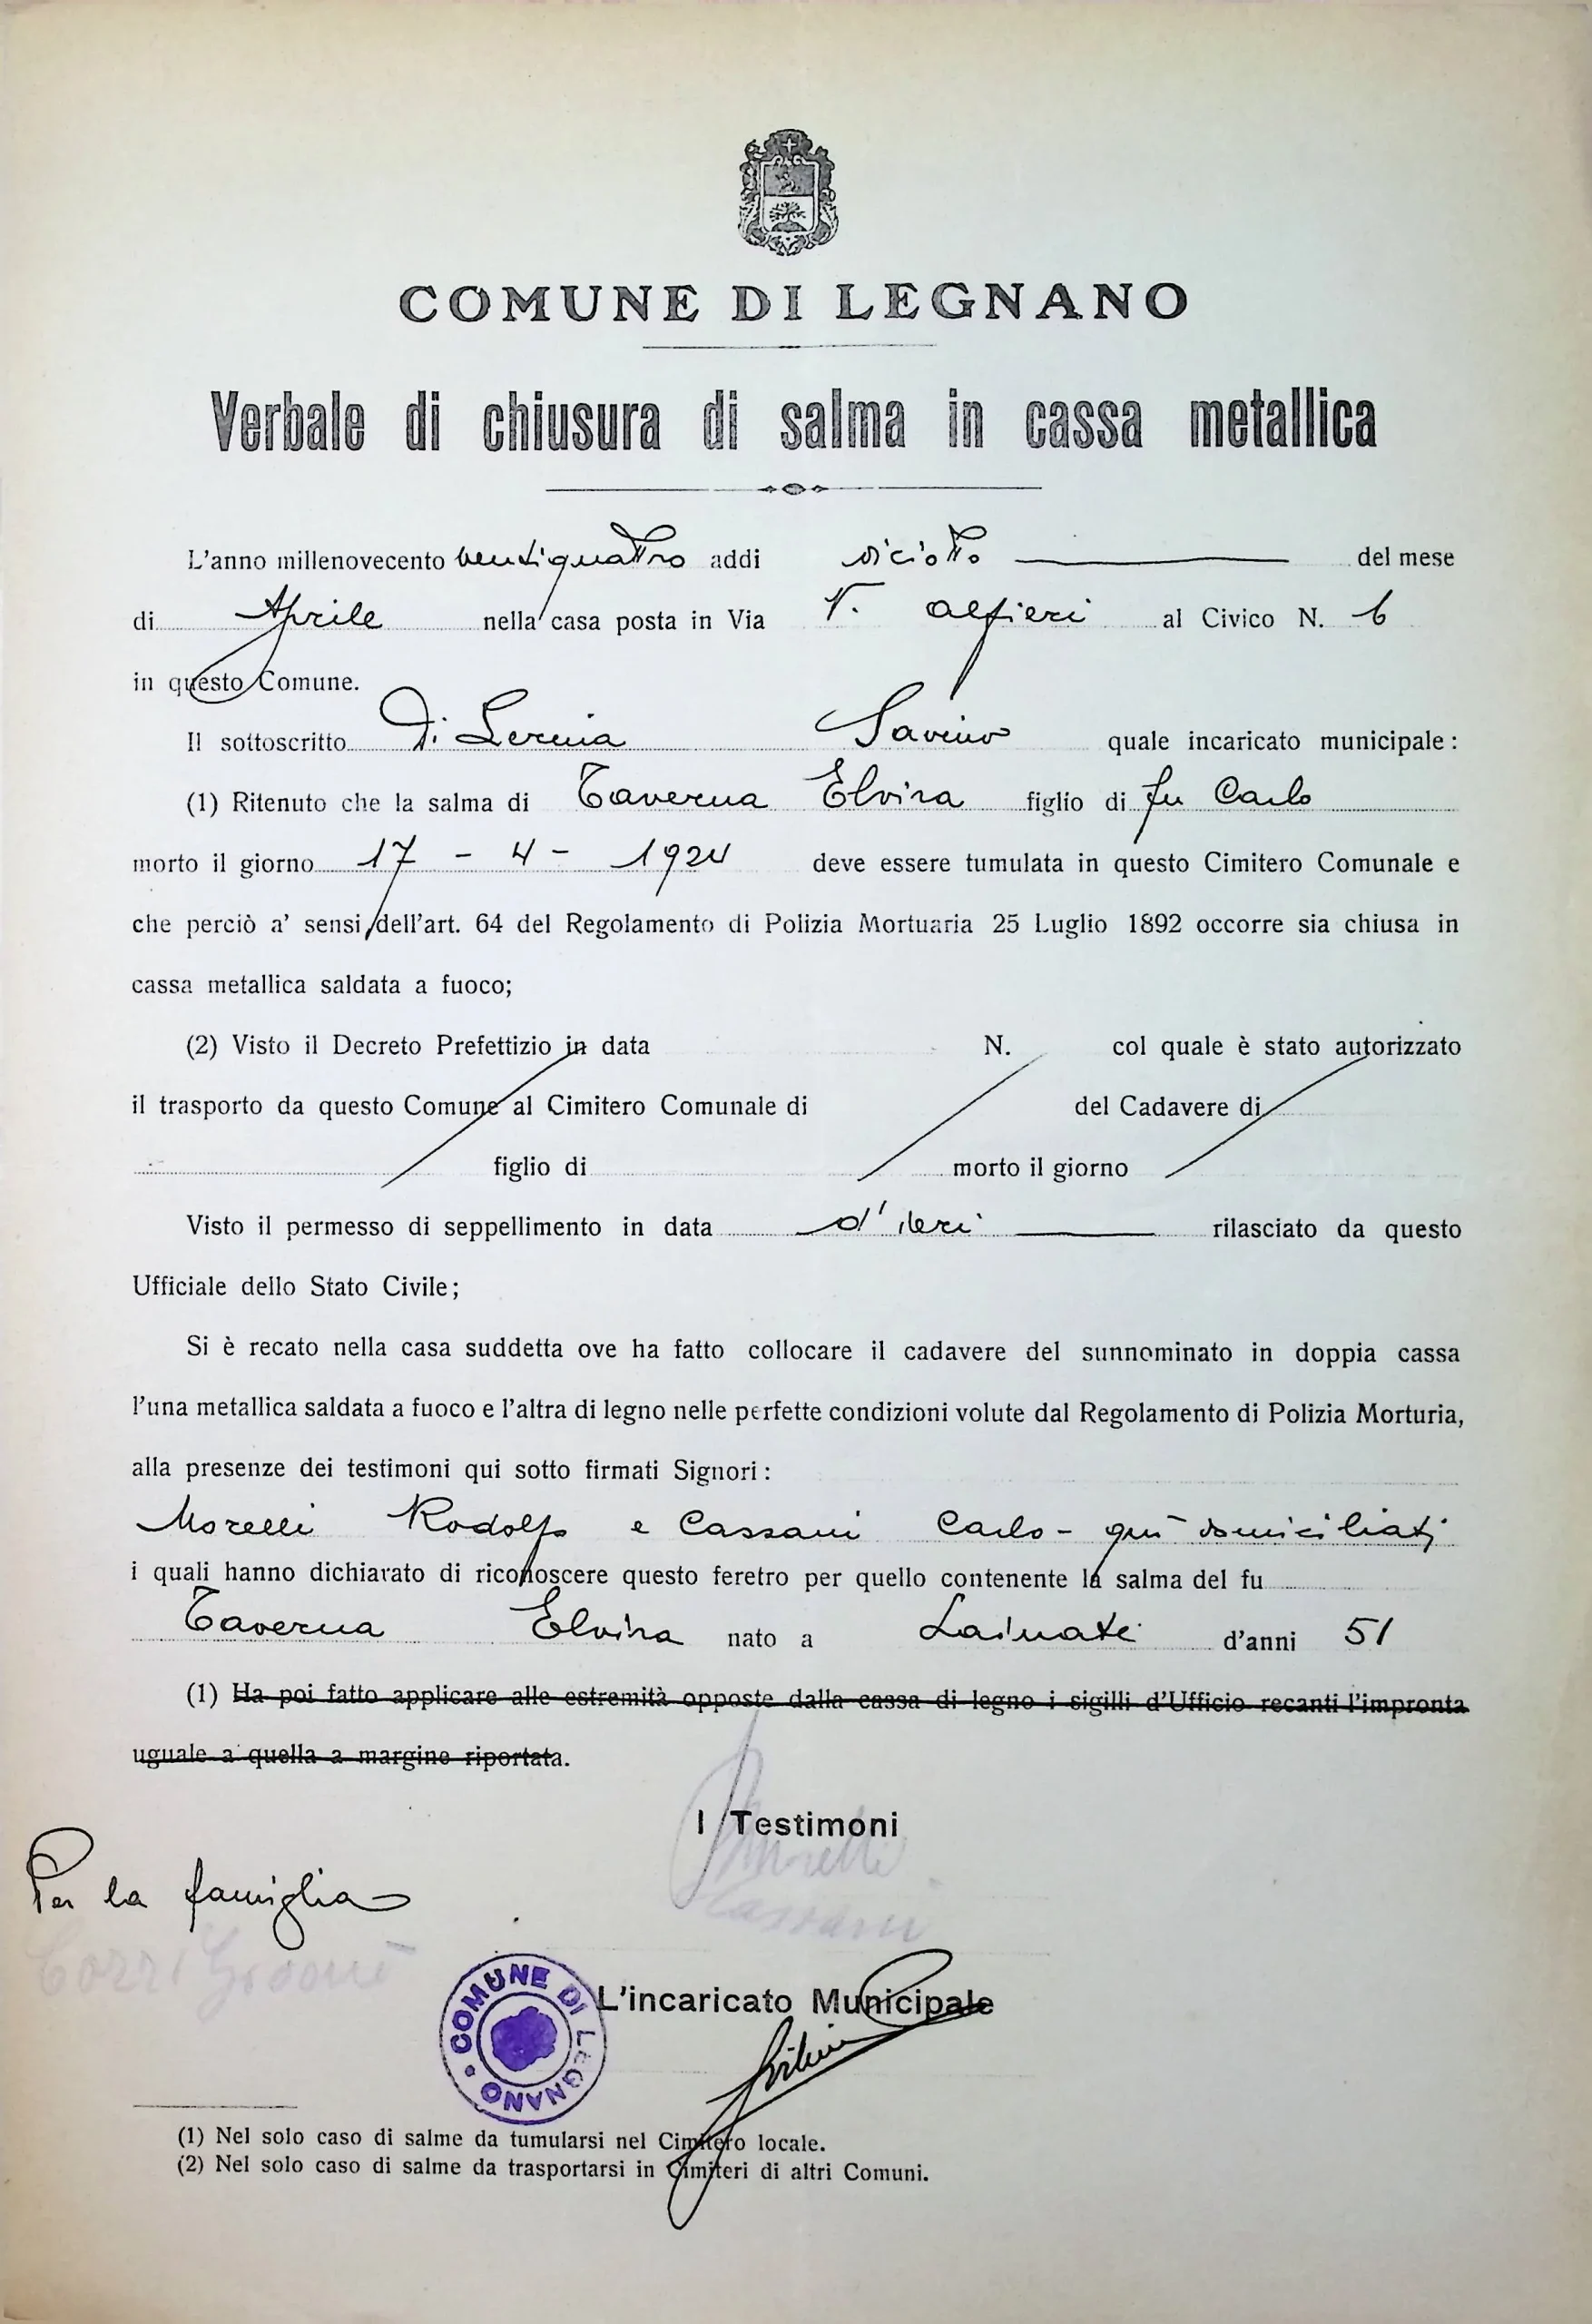 COMUNE DI LEGNANO
Verbale di chiusura di salma in cassa metallica
L'anno millenovecento ventiquattro addi diciotto del mese
di Aprile nella casa posta in Via V. Alfieri al Civico N. 6
in questo Comune.
Il sottoscritto Di Lernia Savino quale incaricato municipale:
(1) Ritenuto che la salma di Taverna Elvira figlio di fu Carlo
morto il giorno 17 - 4 - 1924 deve essere tumulata in questo Cimitero Comunale e
che perciò a' sensi dell'art. 64 del Regolamento di Polizia Mortuaria 25 Luglio 1892 occorre sia chiusa in
cassa metallica saldata a fuoco;
(2) Visto il Decreto Prefettizio in data N. col quale è stato autorizzato
il trasporto da questo Comune al Cimitero Comunale di del Cadavere di
figlio di morto il giorno
Visto il permesso di seppellimento in data d'ieri rilasciato da questo
Ufficiale dello Stato Civile;
Si è recato nella casa suddetta ove ha fatto collocare il cadavere del sunnominato in doppia cassa
l'una metallica saldata a fuoco e l'altra di legno nelle perfette condizioni volute dal Regolamento di Polizia Morturia,
alla presenze dei testimoni qui sotto firmati Signori:
Morelli Rodolfo e Cassani Carlo - qui domiciliati
i quali hanno dichiarato di riconoscere questo feretro per quello contenente la salma del fu
Taverna Elvira nato a Lainate d'anni 51
(1) Ha poi fatto applicare alle estremità opposte dalla cassa di legno i sigilli d'Ufficio recanti l'impronta
uguale a quella a margine riportata.
I Testimoni
Morelli
Per la famiglia
Cassani
COMUNE DI LEGNANO
L'incaricato Municipale
(1) Nel solo caso di salme da tumularsi nel Cimitero locale.
(2) Nel solo caso di salme da trasportarsi in Cimiteri di altri Comuni.